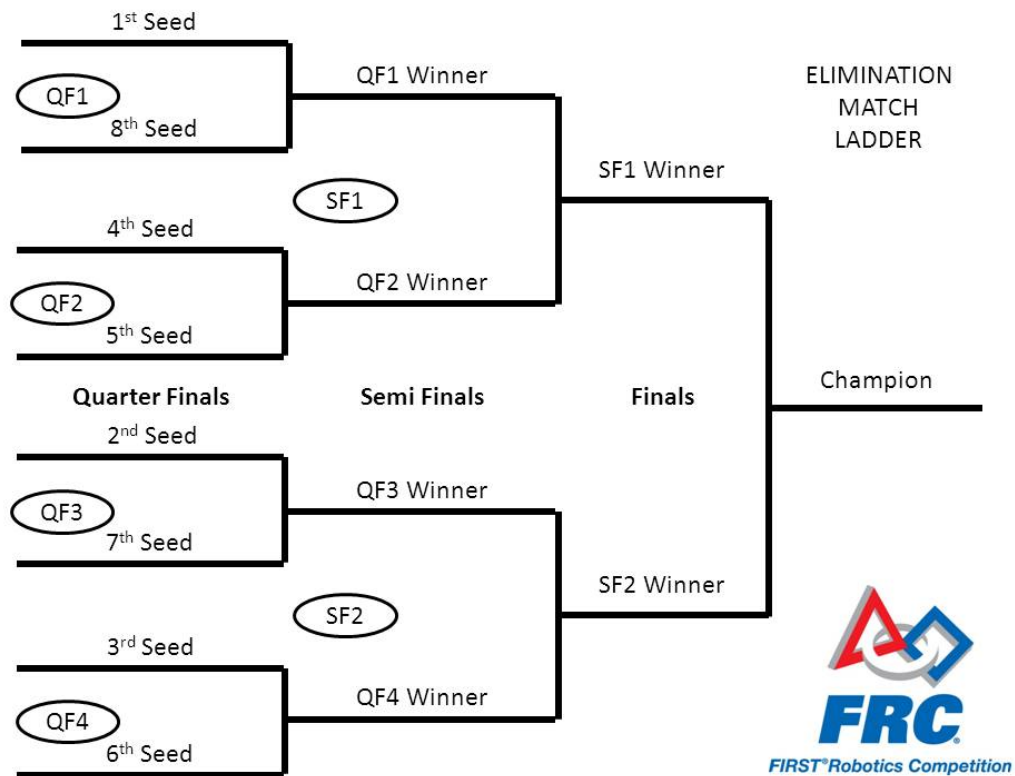 1st Seed
QF1
8th Seed
QF1 Winner
SF1
4th Seed
QF2
5th Seed
QF2 Winner
SF1 Winner
ELIMINATION
MATCH
LADDER
Quarter Finals
Semi Finals
Finals
Champion
2nd Seed
QF3
7th Seed
QF3 Winner
SF2
3rd Seed
QF4
6th Seed
QF4 Winner
SF2 Winner
FRC
FIRST® Robotics Competition